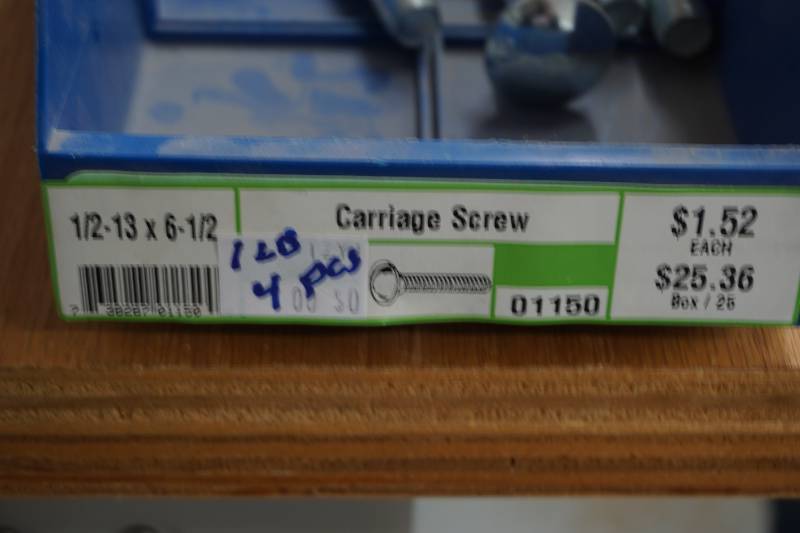 1/2-13 x 6-1/2
Carriage Screw
1 LB
4 pcs
01150
$1.52
EACH
$25.36
Box / 25